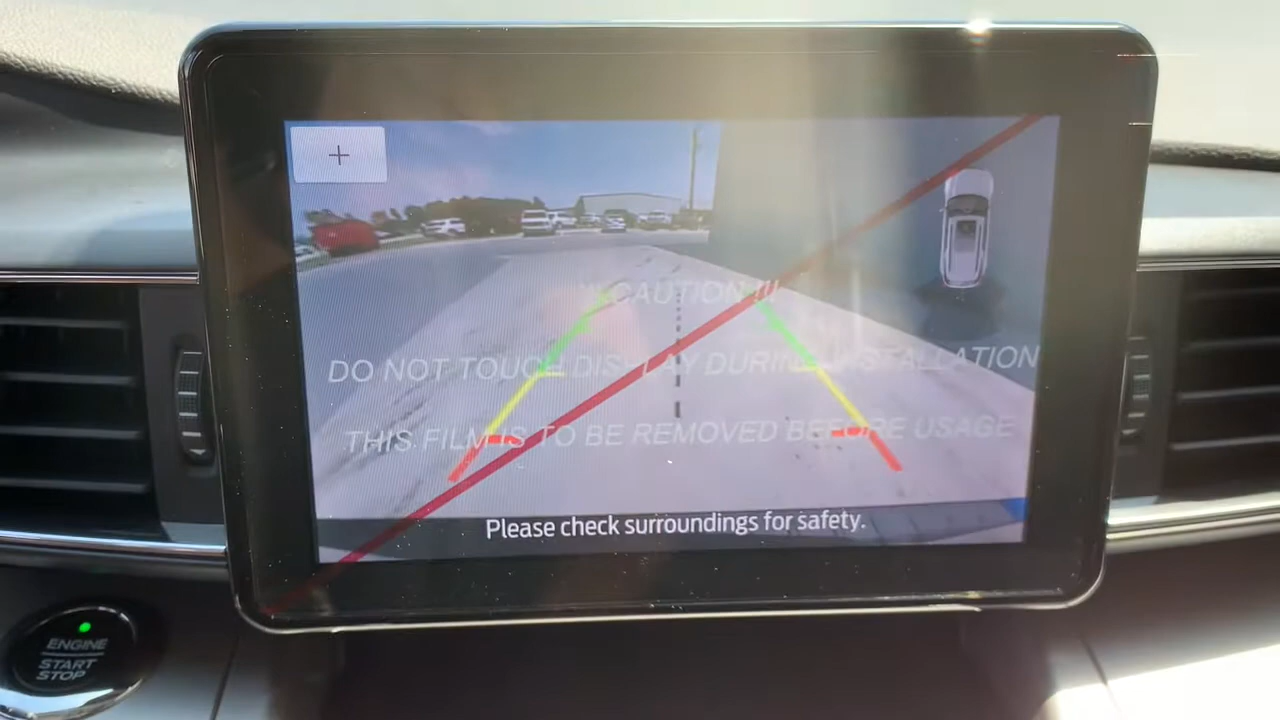 +
!!! CAUTION !!!
DO NOT TOUCH DISPLAY DURING INSTALLATION
THIS FILM IS TO BE REMOVED BEFORE USAGE
Please check surroundings for safety.
ENGINE
START
STOP